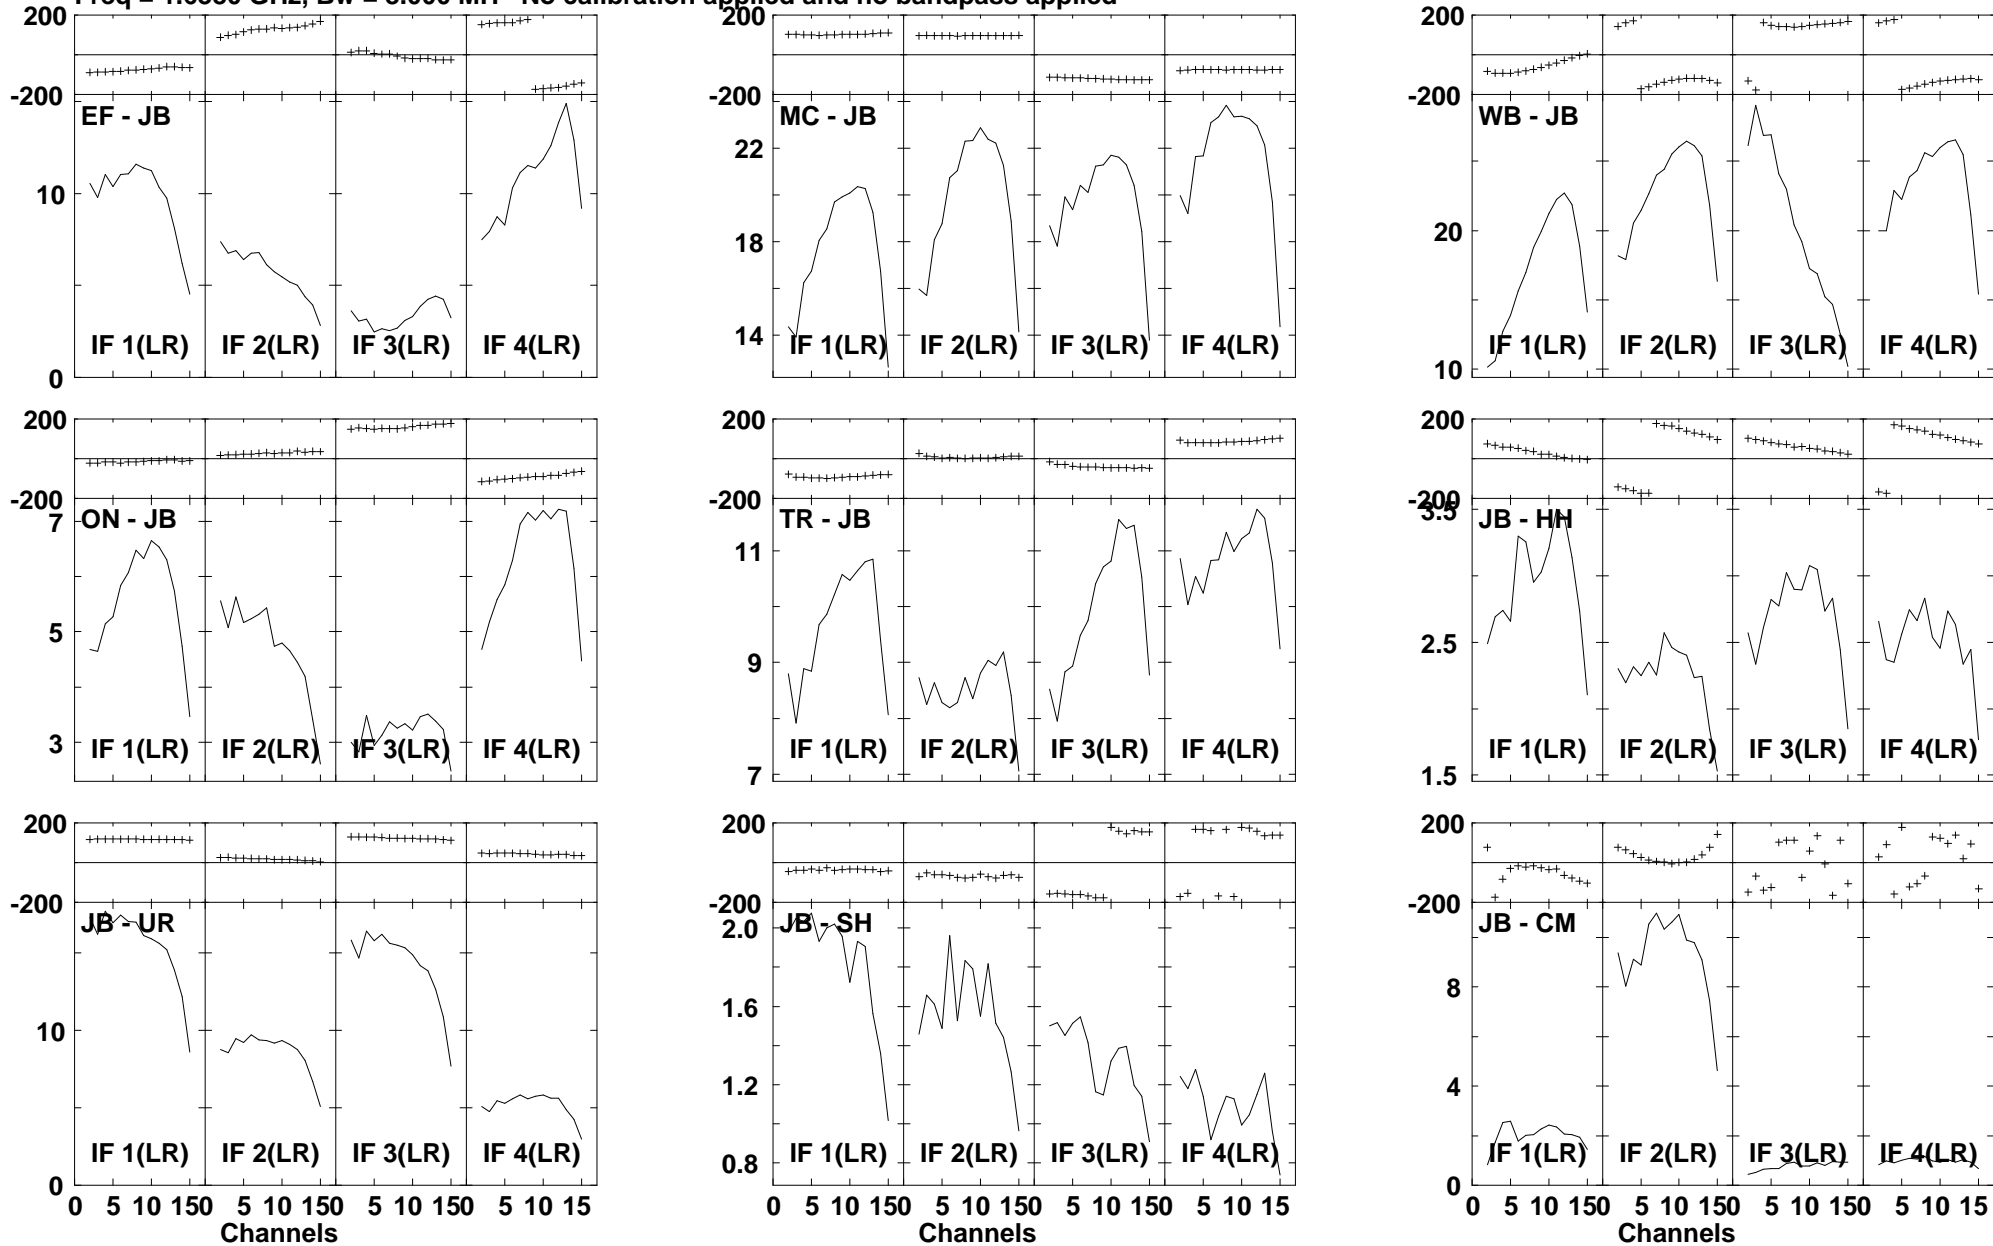 No calibration applied and no bandpass applied
200 200 200
-200 -200 -200
EF - JB MC - JB WB - JB
10 22 20
18
0 14 10
IF 1(LR) IF 2(LR) IF 3(LR) IF 4(LR) IF 1(LR) IF 2(LR) IF 3(LR) IF 4(LR) IF 1(LR) IF 2(LR) IF 3(LR) IF 4(LR)
200 200 200
-200 -200 -200
ON - JB TR - JB JB - HH
7 11 3.5
5 9 2.5
3 7 1.5
IF 1(LR) IF 2(LR) IF 3(LR) IF 4(LR) IF 1(LR) IF 2(LR) IF 3(LR) IF 4(LR) IF 1(LR) IF 2(LR) IF 3(LR) IF 4(LR)
200 200 200
-200 -200 -200
JB - UR JB - SH JB - CM
10 2.0 8
1.6
1.2 4
0 0.8 0
IF 1(LR) IF 2(LR) IF 3(LR) IF 4(LR) IF 1(LR) IF 2(LR) IF 3(LR) IF 4(LR) IF 1(LR) IF 2(LR) IF 3(LR) IF 4(LR)
0 5 10 150 5 10 150 5 10 150 5 10 15 0 5 10 150 5 10 150 5 10 150 5 10 15 0 5 10 150 5 10 150 5 10 150 5 10 15
Channels Channels Channels